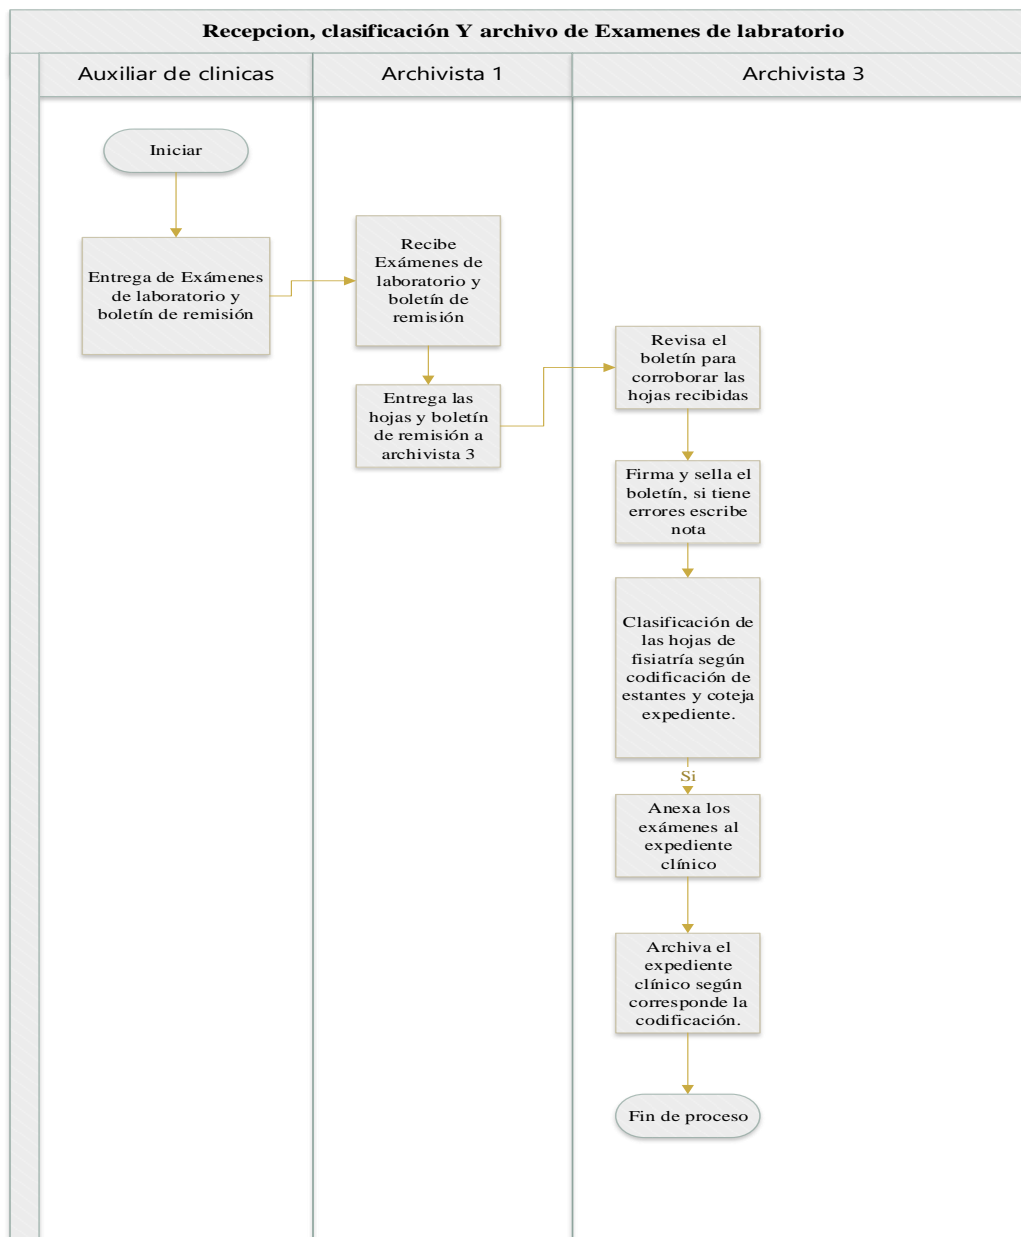 Recepcion, clasificación Y archivo de Examenes de labratorio
Auxiliar de clinicas
Archivista 1
Archivista 3
Iniciar
Entrega de Exámenes
de laboratorio y
boletín de remisión
Recibe
Exámenes de
laboratorio y
boletín de
remisión
Entrega las
hojas y boletín
de remisión a
archivista 3
Revisa el
boletín para
corroborar las
hojas recibidas
Firma y sella el
boletín, si tiene
errores escribe
nota
Clasificación de
las hojas de
fisiatría según
codificación de
estantes y coteja
expediente.
Si
Anexa los
exámenes al
expediente
clínico
Archiva el
expediente
clínico según
corresponde la
codificación.
Fin de proceso